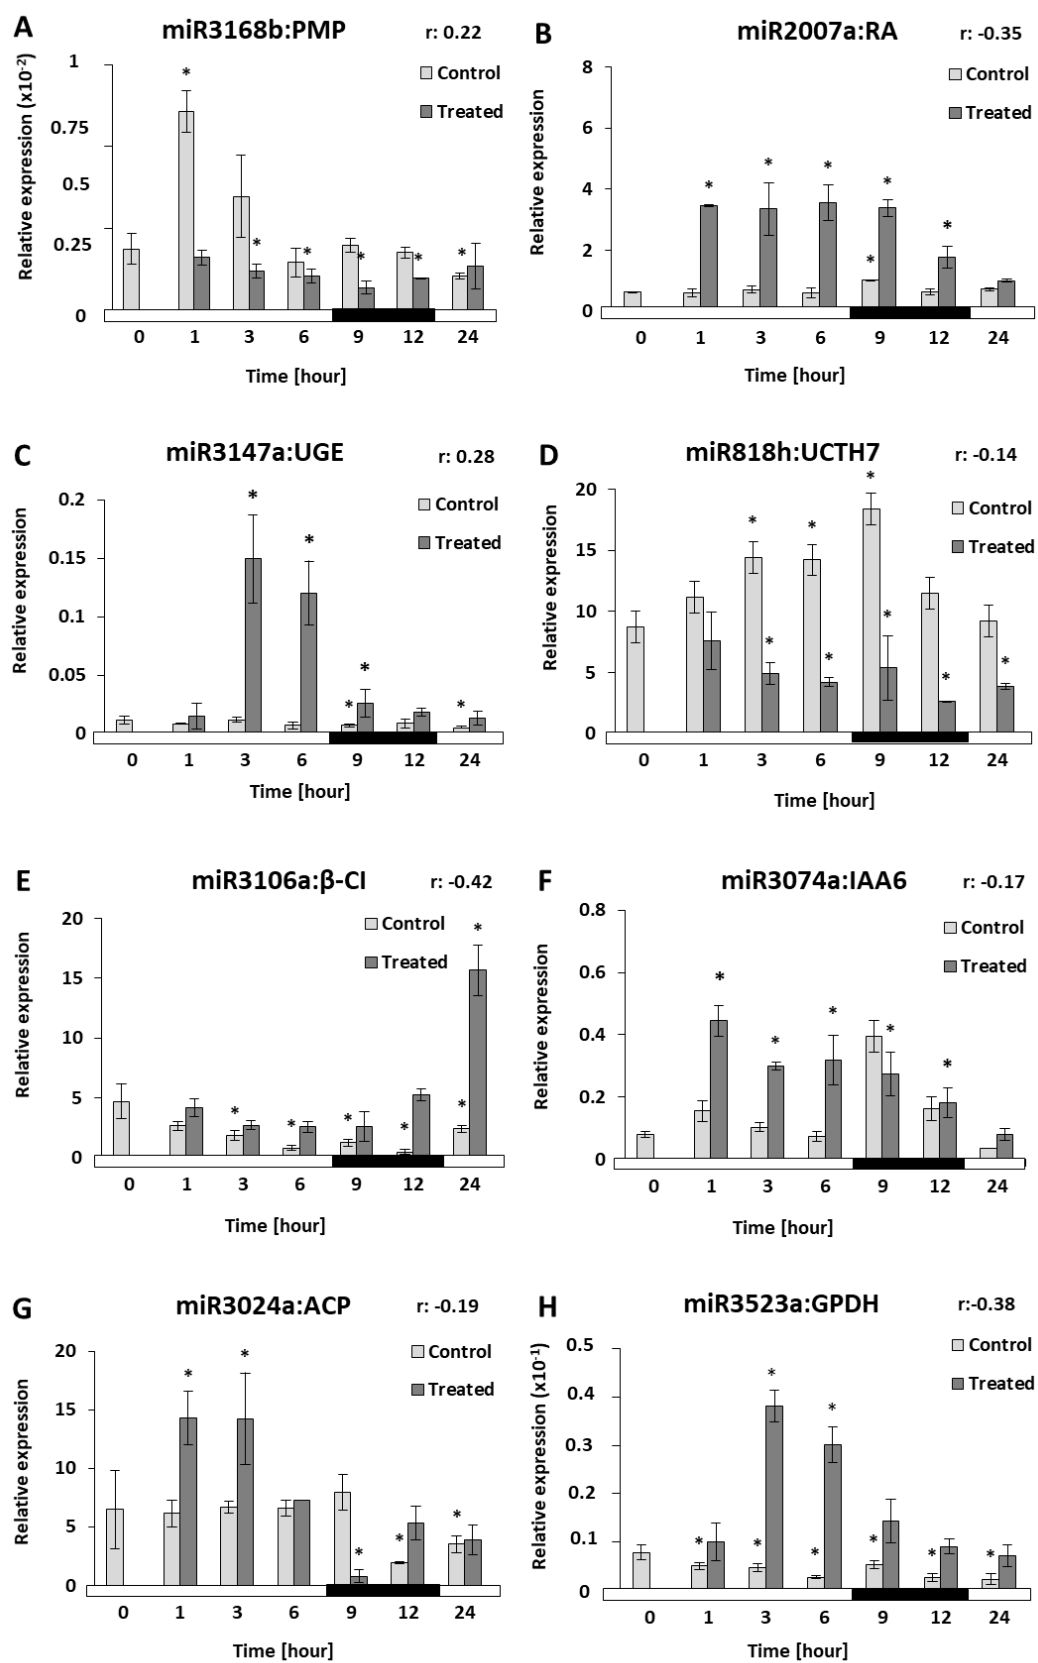 A
miR3168b:PMP
r: 0.22
Relative expression (x10⁻²)
Control
Treated
*
*
*
*
*
*
1
0.75
0.5
0.25
0
0 1 3 6 9 12 24
Time [hour]
B
miR2007a:RA
r: -0.35
Relative expression
Control
Treated
*
*
*
*
*
*
8
6
4
2
0
0 1 3 6 9 12 24
Time [hour]
C
miR3147a:UGE
r: 0.28
Relative expression
Control
Treated
*
*
*
*
*
0.2
0.15
0.1
0.05
0
0 1 3 6 9 12 24
Time [hour]
D
miR818h:UCTH7
r: -0.14
Relative expression
Control
Treated
*
*
*
*
*
*
*
*
20
15
10
5
0
0 1 3 6 9 12 24
Time [hour]
E
miR3106a:β-CI
r: -0.42
Relative expression
Control
Treated
*
*
*
*
*
*
20
15
10
5
0
0 1 3 6 9 12 24
Time [hour]
F
miR3074a:IAA6
r: -0.17
Relative expression
Control
Treated
*
*
*
*
*
0.8
0.6
0.4
0.2
0
0 1 3 6 9 12 24
Time [hour]
G
miR3024a:ACP
r: -0.19
Relative expression
Control
Treated
*
*
*
*
*
20
15
10
5
0
0 1 3 6 9 12 24
Time [hour]
H
miR3523a:GPDH
r:-0.38
Relative expression (x10⁻¹)
Control
Treated
*
*
*
*
*
*
*
*
0.5
0.4
0.3
0.2
0.1
0
0 1 3 6 9 12 24
Time [hour]